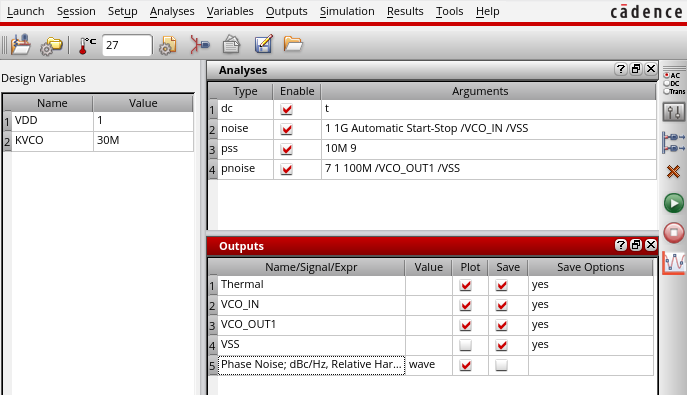 Launch Session Setup Analyses Variables Outputs Simulation Results Tools Help cādence
27
Design Variables
Name Value
1 VDD 1
2 KVCO 30M
Analyses ?
Type Enable Arguments
1 dc t
2 noise 1 1G Automatic Start-Stop /VCO_IN /VSS
3 pss 10M 9
4 pnoise 7 1 100M /VCO_OUT1 /VSS
Outputs ?
Name/Signal/Expr Value Plot Save Save Options
1 Thermal yes
2 VCO_IN yes
3 VCO_OUT1 yes
4 VSS yes
5 Phase Noise; dBc/Hz, Relative Har... wave
AC
DC
Trans